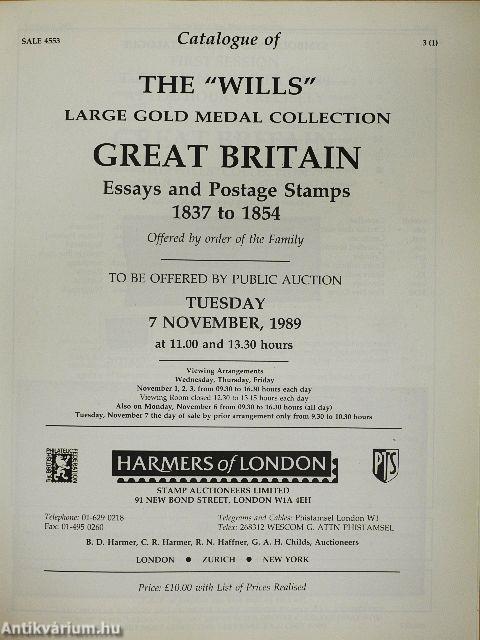 SALE 4553
Catalogue of
3 (1)
THE "WILLS"
LARGE GOLD MEDAL COLLECTION
GREAT BRITAIN
Essays and Postage Stamps
1837 to 1854
Offered by order of the Family
TO BE OFFERED BY PUBLIC AUCTION
TUESDAY
7 NOVEMBER, 1989
at 11.00 and 13.30 hours
Viewing Arrangements
Wednesday, Thursday, Friday
November 1, 2, 3, from 09.30 to 16.30 hours each day
Viewing Room closed 12.30 to 13.15 hours each day
Also on Monday, November 6 from 09.30 to 16.30 hours (all day)
Tuesday, November 7 the day of sale by prior arrangement only from 9.30 to 10.30 hours
HARMERS of LONDON
PTS
STAMP AUCTIONEERS LIMITED
91 NEW BOND STREET, LONDON W1A 4EH
Telephone: 01-629 0218
Telegrams and Cables: Phistamsel London W1
Fax: 01-495 0260
Telex: 268312 WESCOM G. ATTN PHISTAMSEL
B. D. Harmer, C. R. Harmer, R. N. Haffner, G. A. H. Childs, Auctioneers
LONDON ● ZURICH ● NEW YORK
Price: £10.00 with List of Prices Realised
Antikvárium.hu